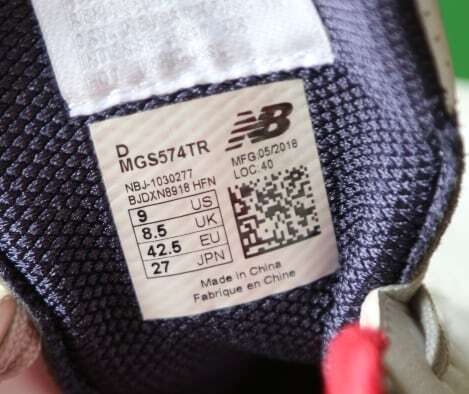 D
MGS574TR
NB
MFG:05/2018
LOC:40
NBJ-1030277
BJDXN8918 HFN
9 US
8.5 UK
42.5 EU
27 JPN
Made in China
Fabrique en Chine